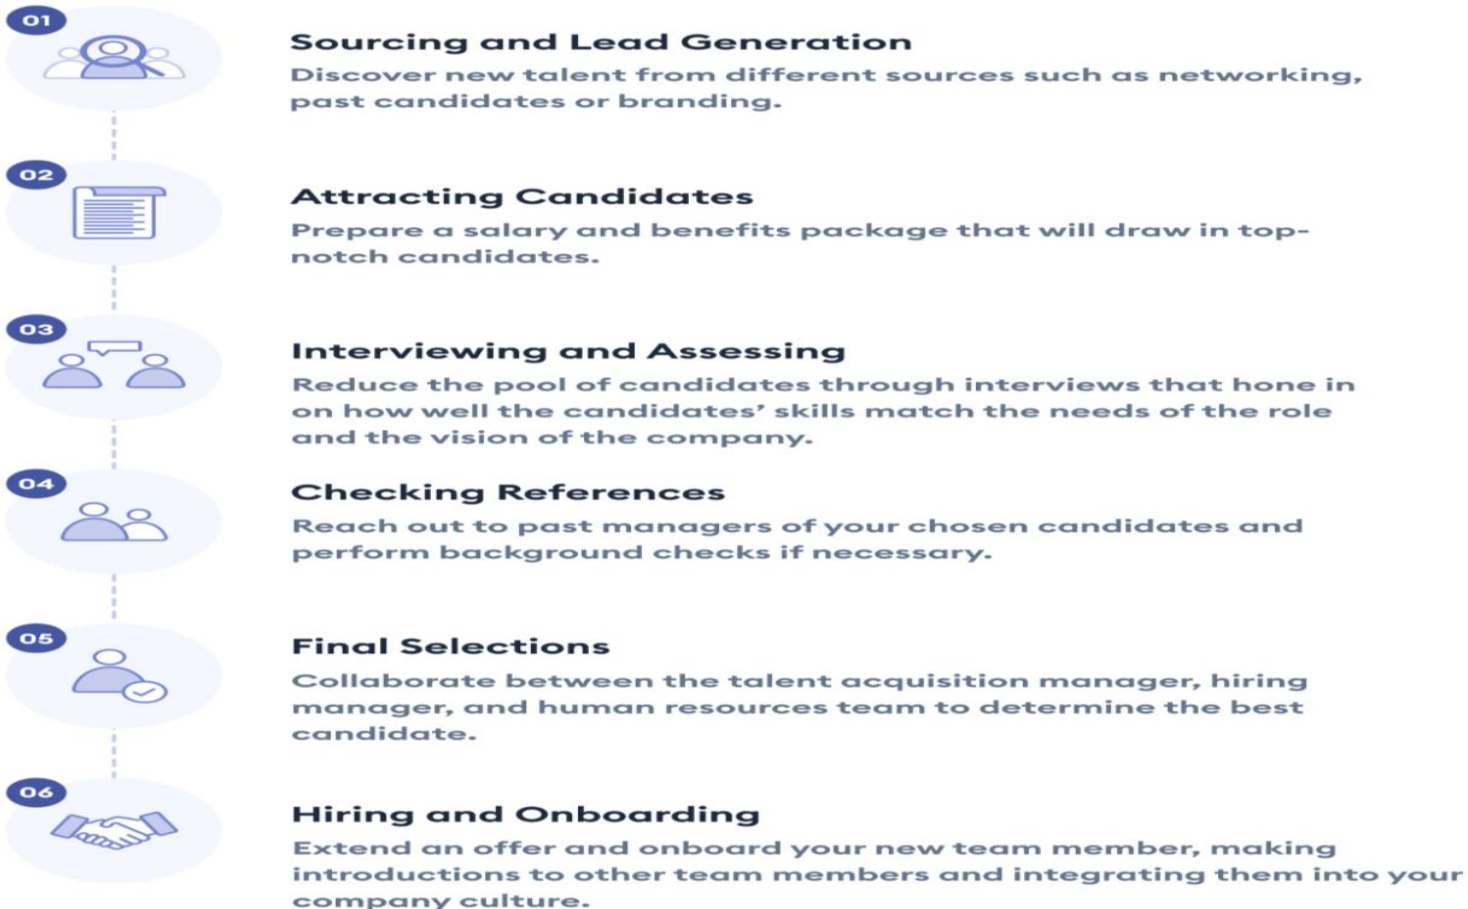 01
Sourcing and Lead Generation
Discover new talent from different sources such as networking,
past candidates or branding.
02
Attracting Candidates
Prepare a salary and benefits package that will draw in top-
notch candidates.
03
Interviewing and Assessing
Reduce the pool of candidates through interviews that hone in
on how well the candidates’ skills match the needs of the role
and the vision of the company.
04
Checking References
Reach out to past managers of your chosen candidates and
perform background checks if necessary.
05
Final Selections
Collaborate between the talent acquisition manager, hiring
manager, and human resources team to determine the best
candidate.
06
Hiring and Onboarding
Extend an offer and onboard your new team member, making
introductions to other team members and integrating them into your
company culture.